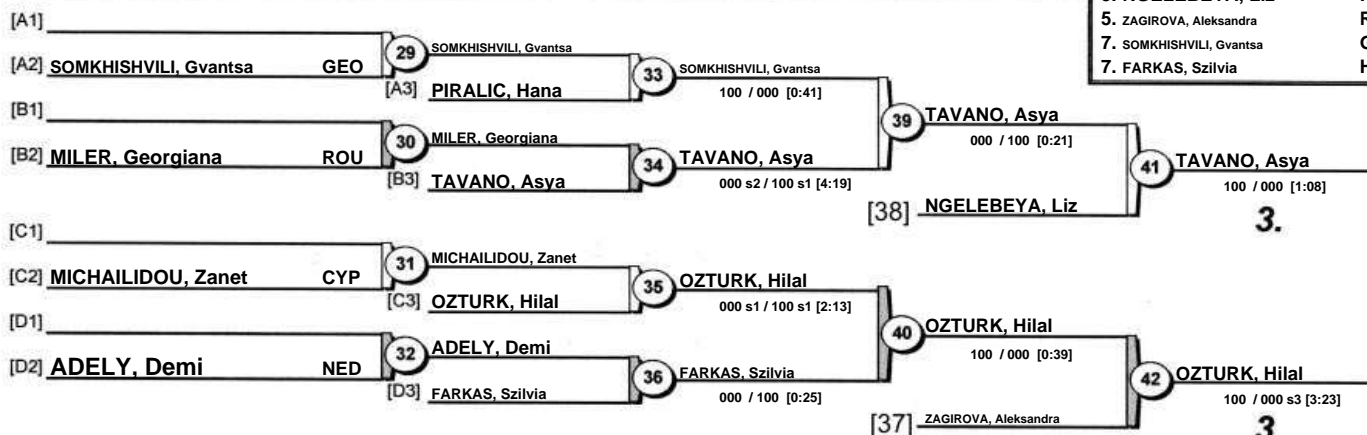 5. ZAGIROVA, Aleksandra
7. SOMKHISHVILI, Gvantsa
7. FARKAS, Szilvia
[A1]
[A2] SOMKHISHVILI, Gvantsa GEO
29
SOMKHISHVILI, Gvantsa
[A3] PIRALIC, Hana
33
SOMKHISHVILI, Gvantsa
100 / 000 [0:41]
[B1]
[B2] MILER, Georgiana ROU
30
MILER, Georgiana
[B3] TAVANO, Asya
34
TAVANO, Asya
000 s2 / 100 s1 [4:19]
39
TAVANO, Asya
000 / 100 [0:21]
[38] NGELEBEYA, Liz
41
TAVANO, Asya
100 / 000 [1:08]
3.
[C1]
[C2] MICHAILIDOU, Zanet CYP
31
MICHAILIDOU, Zanet
[C3] OZTURK, Hilal
35
OZTURK, Hilal
000 s1 / 100 s1 [2:13]
[D1]
[D2] ADELY, Demi NED
32
ADELY, Demi
[D3] FARKAS, Szilvia
36
FARKAS, Szilvia
000 / 100 [0:25]
40
OZTURK, Hilal
100 / 000 [0:39]
[37] ZAGIROVA, Aleksandra
42
OZTURK, Hilal
100 / 000 s3 [3:23]
3